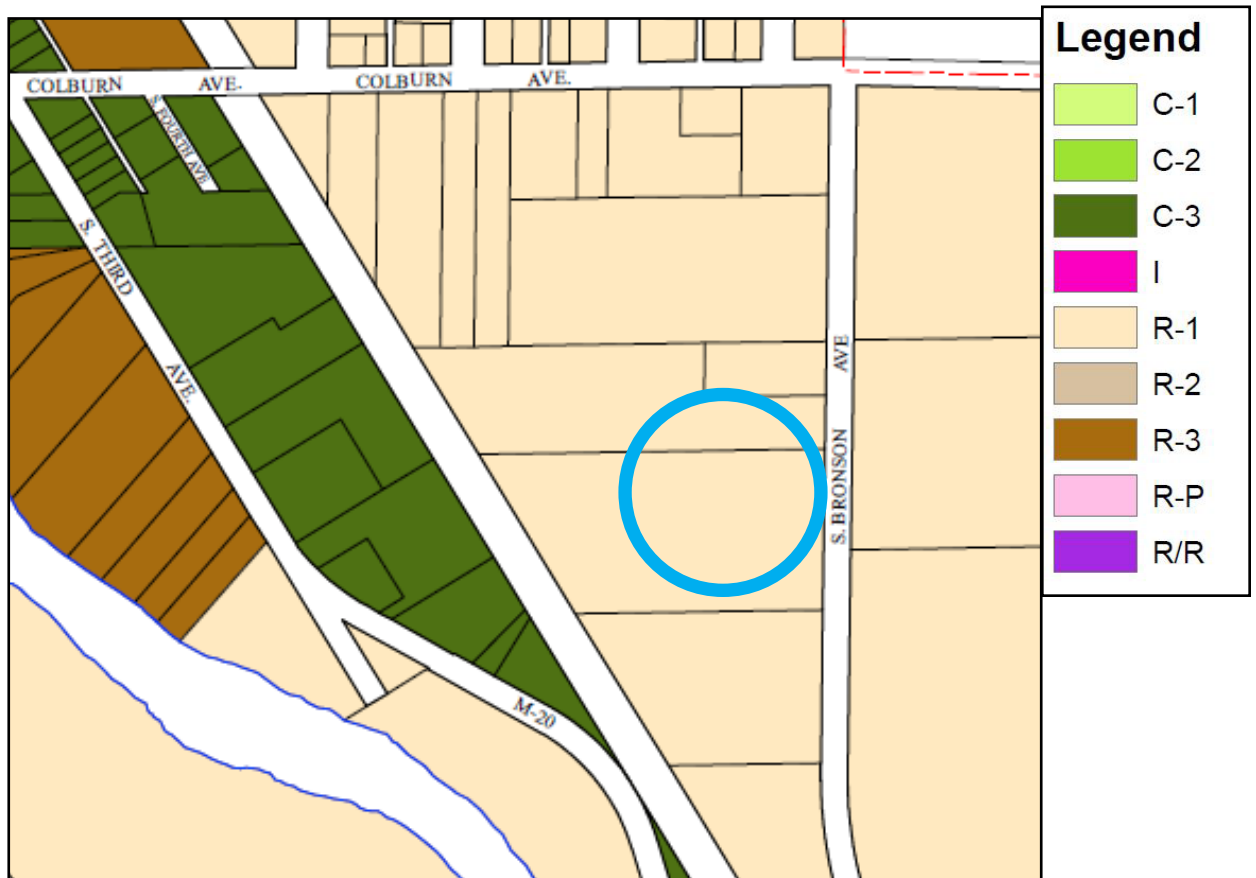 COLBURN AVE. COLBURN AVE.
S. FOURTH AVE
S. THIRD
AVE.
S. BRONSON AVE
M-20
Legend
C-1
C-2
C-3
I
R-1
R-2
R-3
R-P
R/R